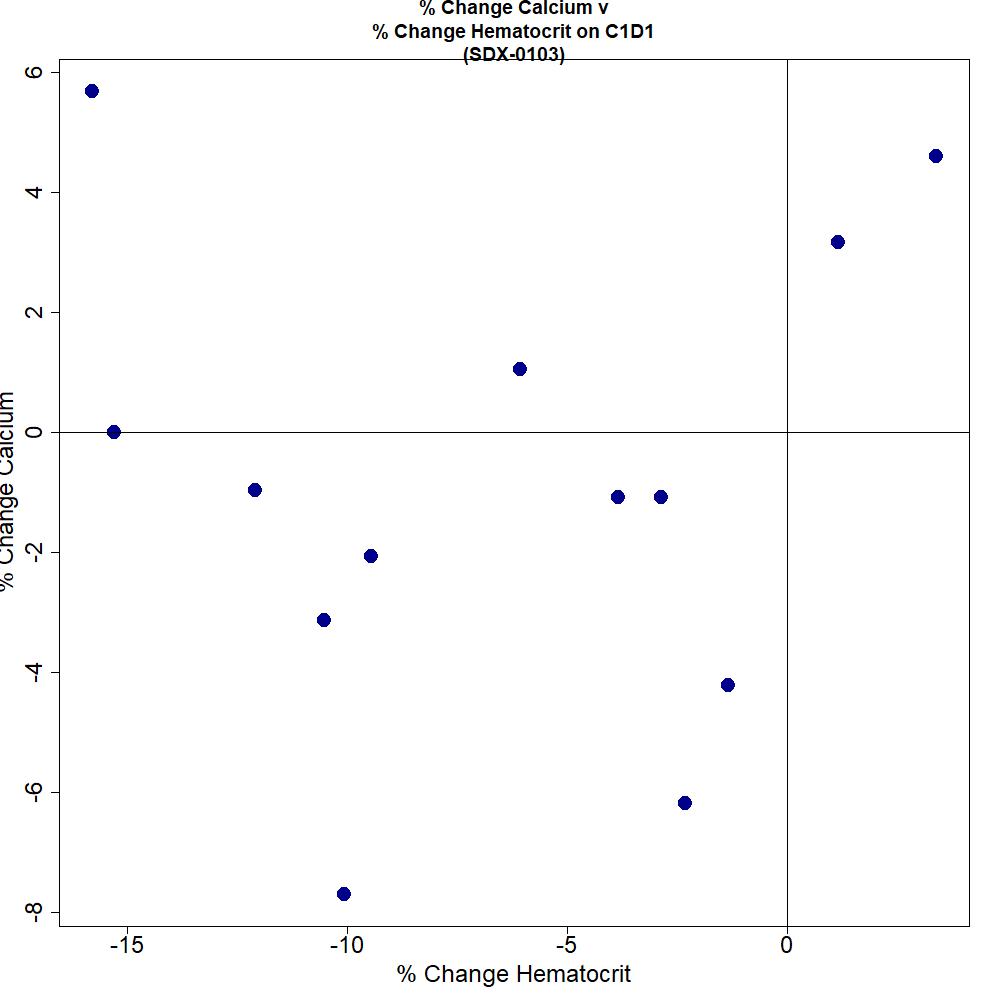 % Change Calcium v
% Change Hematocrit on C1D1
(SDX-0103)
% Change Calcium
6
4
2
0
-2
-4
-6
-8
-15
-10
-5
0
% Change Hematocrit